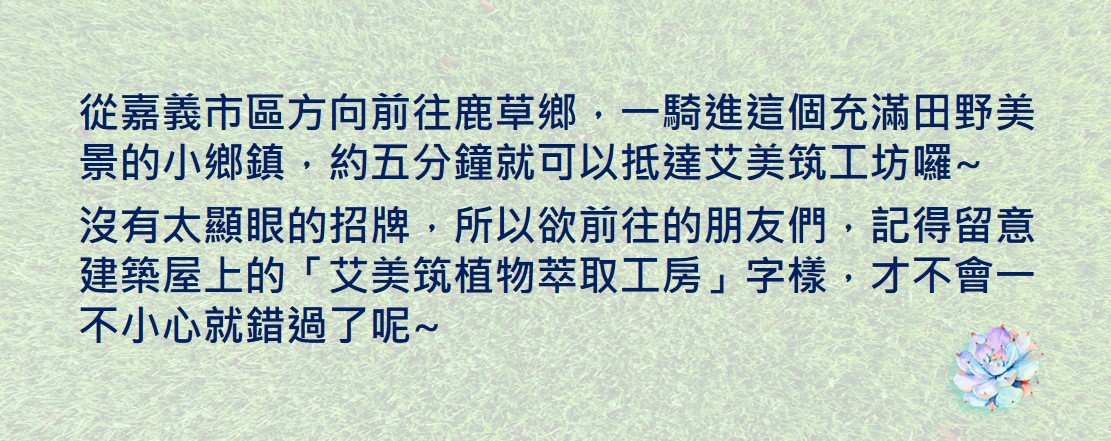 從嘉義市區方向前往鹿草鄉，一騎進這個充滿田野美
景的小鄉鎮，約五分鐘就可以抵達艾美筑工坊囉~
沒有太顯眼的招牌，所以欲前往的朋友們，記得留意
建築屋上的「艾美筑植物萃取工房」字樣，才不會一
不小心就錯過了呢~